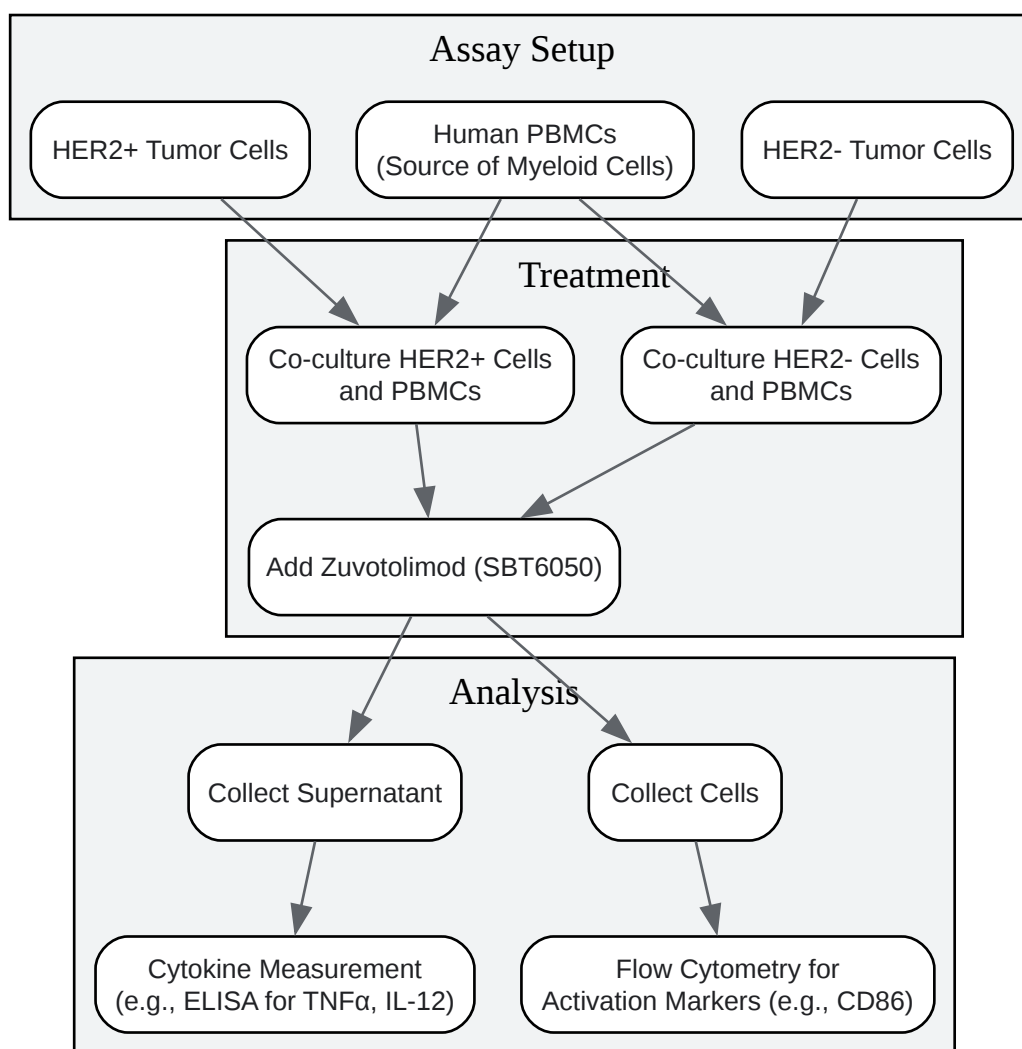 Assay Setup
HER2+ Tumor Cells
Human PBMCs
(Source of Myeloid Cells)
HER2- Tumor Cells
Treatment
Co-culture HER2+ Cells
and PBMCs
Co-culture HER2- Cells
and PBMCs
Add Zuvotolimod (SBT6050)
Analysis
Collect Supernatant
Collect Cells
Cytokine Measurement
(e.g., ELISA for TNFα, IL-12)
Flow Cytometry for
Activation Markers (e.g., CD86)